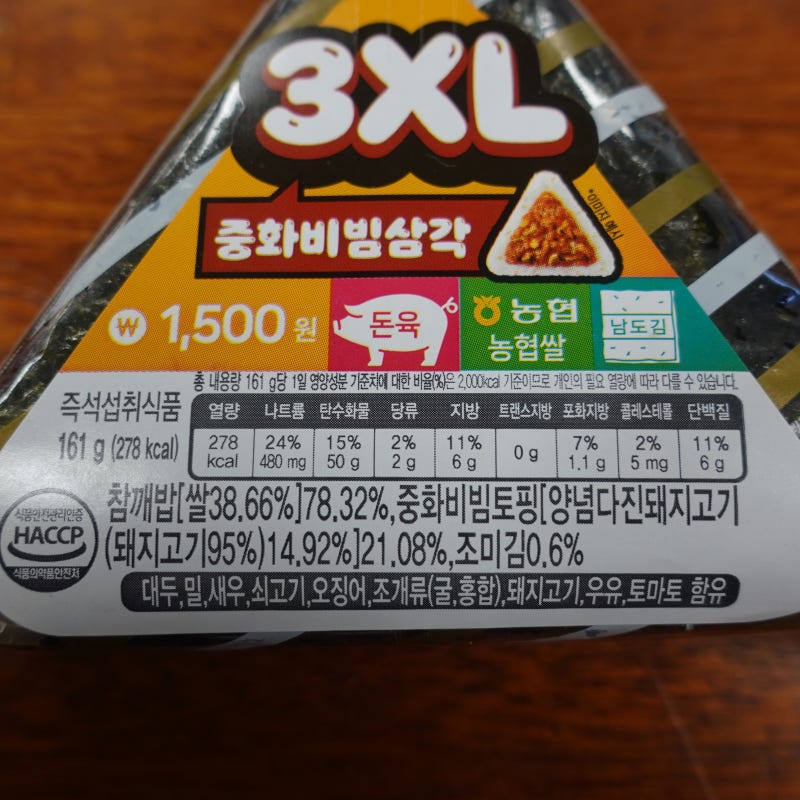 3XL
중화비빔삼각
*이미지 예시
₩ 1,500 원
돈육
농협
농협쌀
남도김
총 내용량 161 g당 1일 영양성분 기준치에 대한 비율(%)은 2,000kcal 기준이므로 개인의 필요 열량에 따라 다를 수 있습니다.
즉석섭취식품
161 g (278 kcal)
열량 나트륨 탄수화물 당류 지방 트랜스지방 포화지방 콜레스테롤 단백질
278 24% 15% 2% 11% 0 g 7% 2% 11%
kcal 480 mg 50 g 2 g 6 g 1.1 g 5 mg 6 g
식품안전관리인증
HACCP
식품의약품안전처
참깨밥[쌀38.66%]78.32%,중화비빔토핑[양념다진돼지고기
(돼지고기95%)14.92%]21.08%,조미김0.6%
대두,밀,새우,쇠고기,오징어,조개류(굴,홍합),돼지고기,우유,토마토 함유